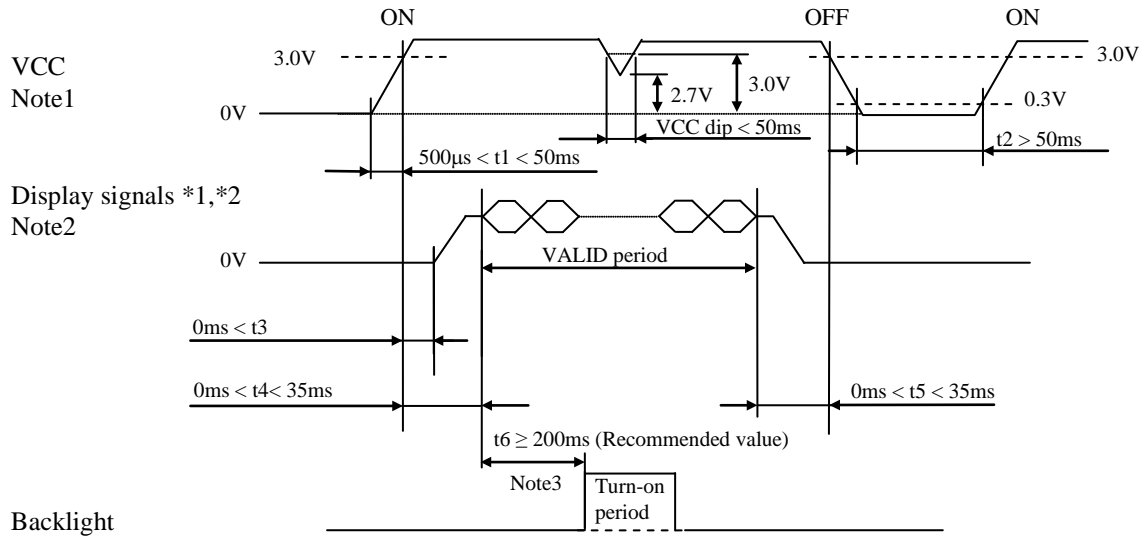 ON OFF ON
VCC
Note1
3.0V
3.0V
2.7V
3.0V
0V
0.3V
VCC dip < 50ms
500μs < t1 < 50ms
t2 > 50ms
Display signals *1,*2
Note2
0V
VALID period
0ms < t3
0ms < t4< 35ms
0ms < t5 < 35ms
t6 ≥ 200ms (Recommended value)
Note3
Turn-on
period
Backlight